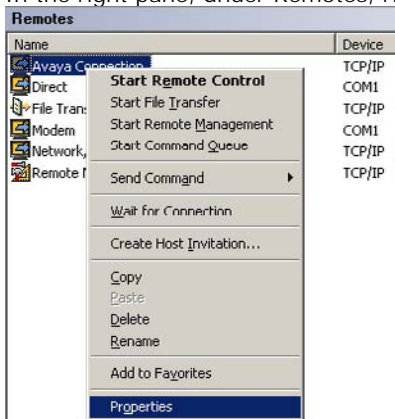 In the right pane, under Remotes,
Remotes
Name Device
Avaya Connection TCP/IP
Direct COM1
File Trans TCP/IP
Modem COM1
Network, TCP/IP
Remote TCP/IP
Start Remote Control
Start File Transfer
Start Remote Management
Start Command Queue
Send Command
Wait for Connection
Create Host Invitation...
Copy
Paste
Delete
Rename
Add to Favorites
Properties